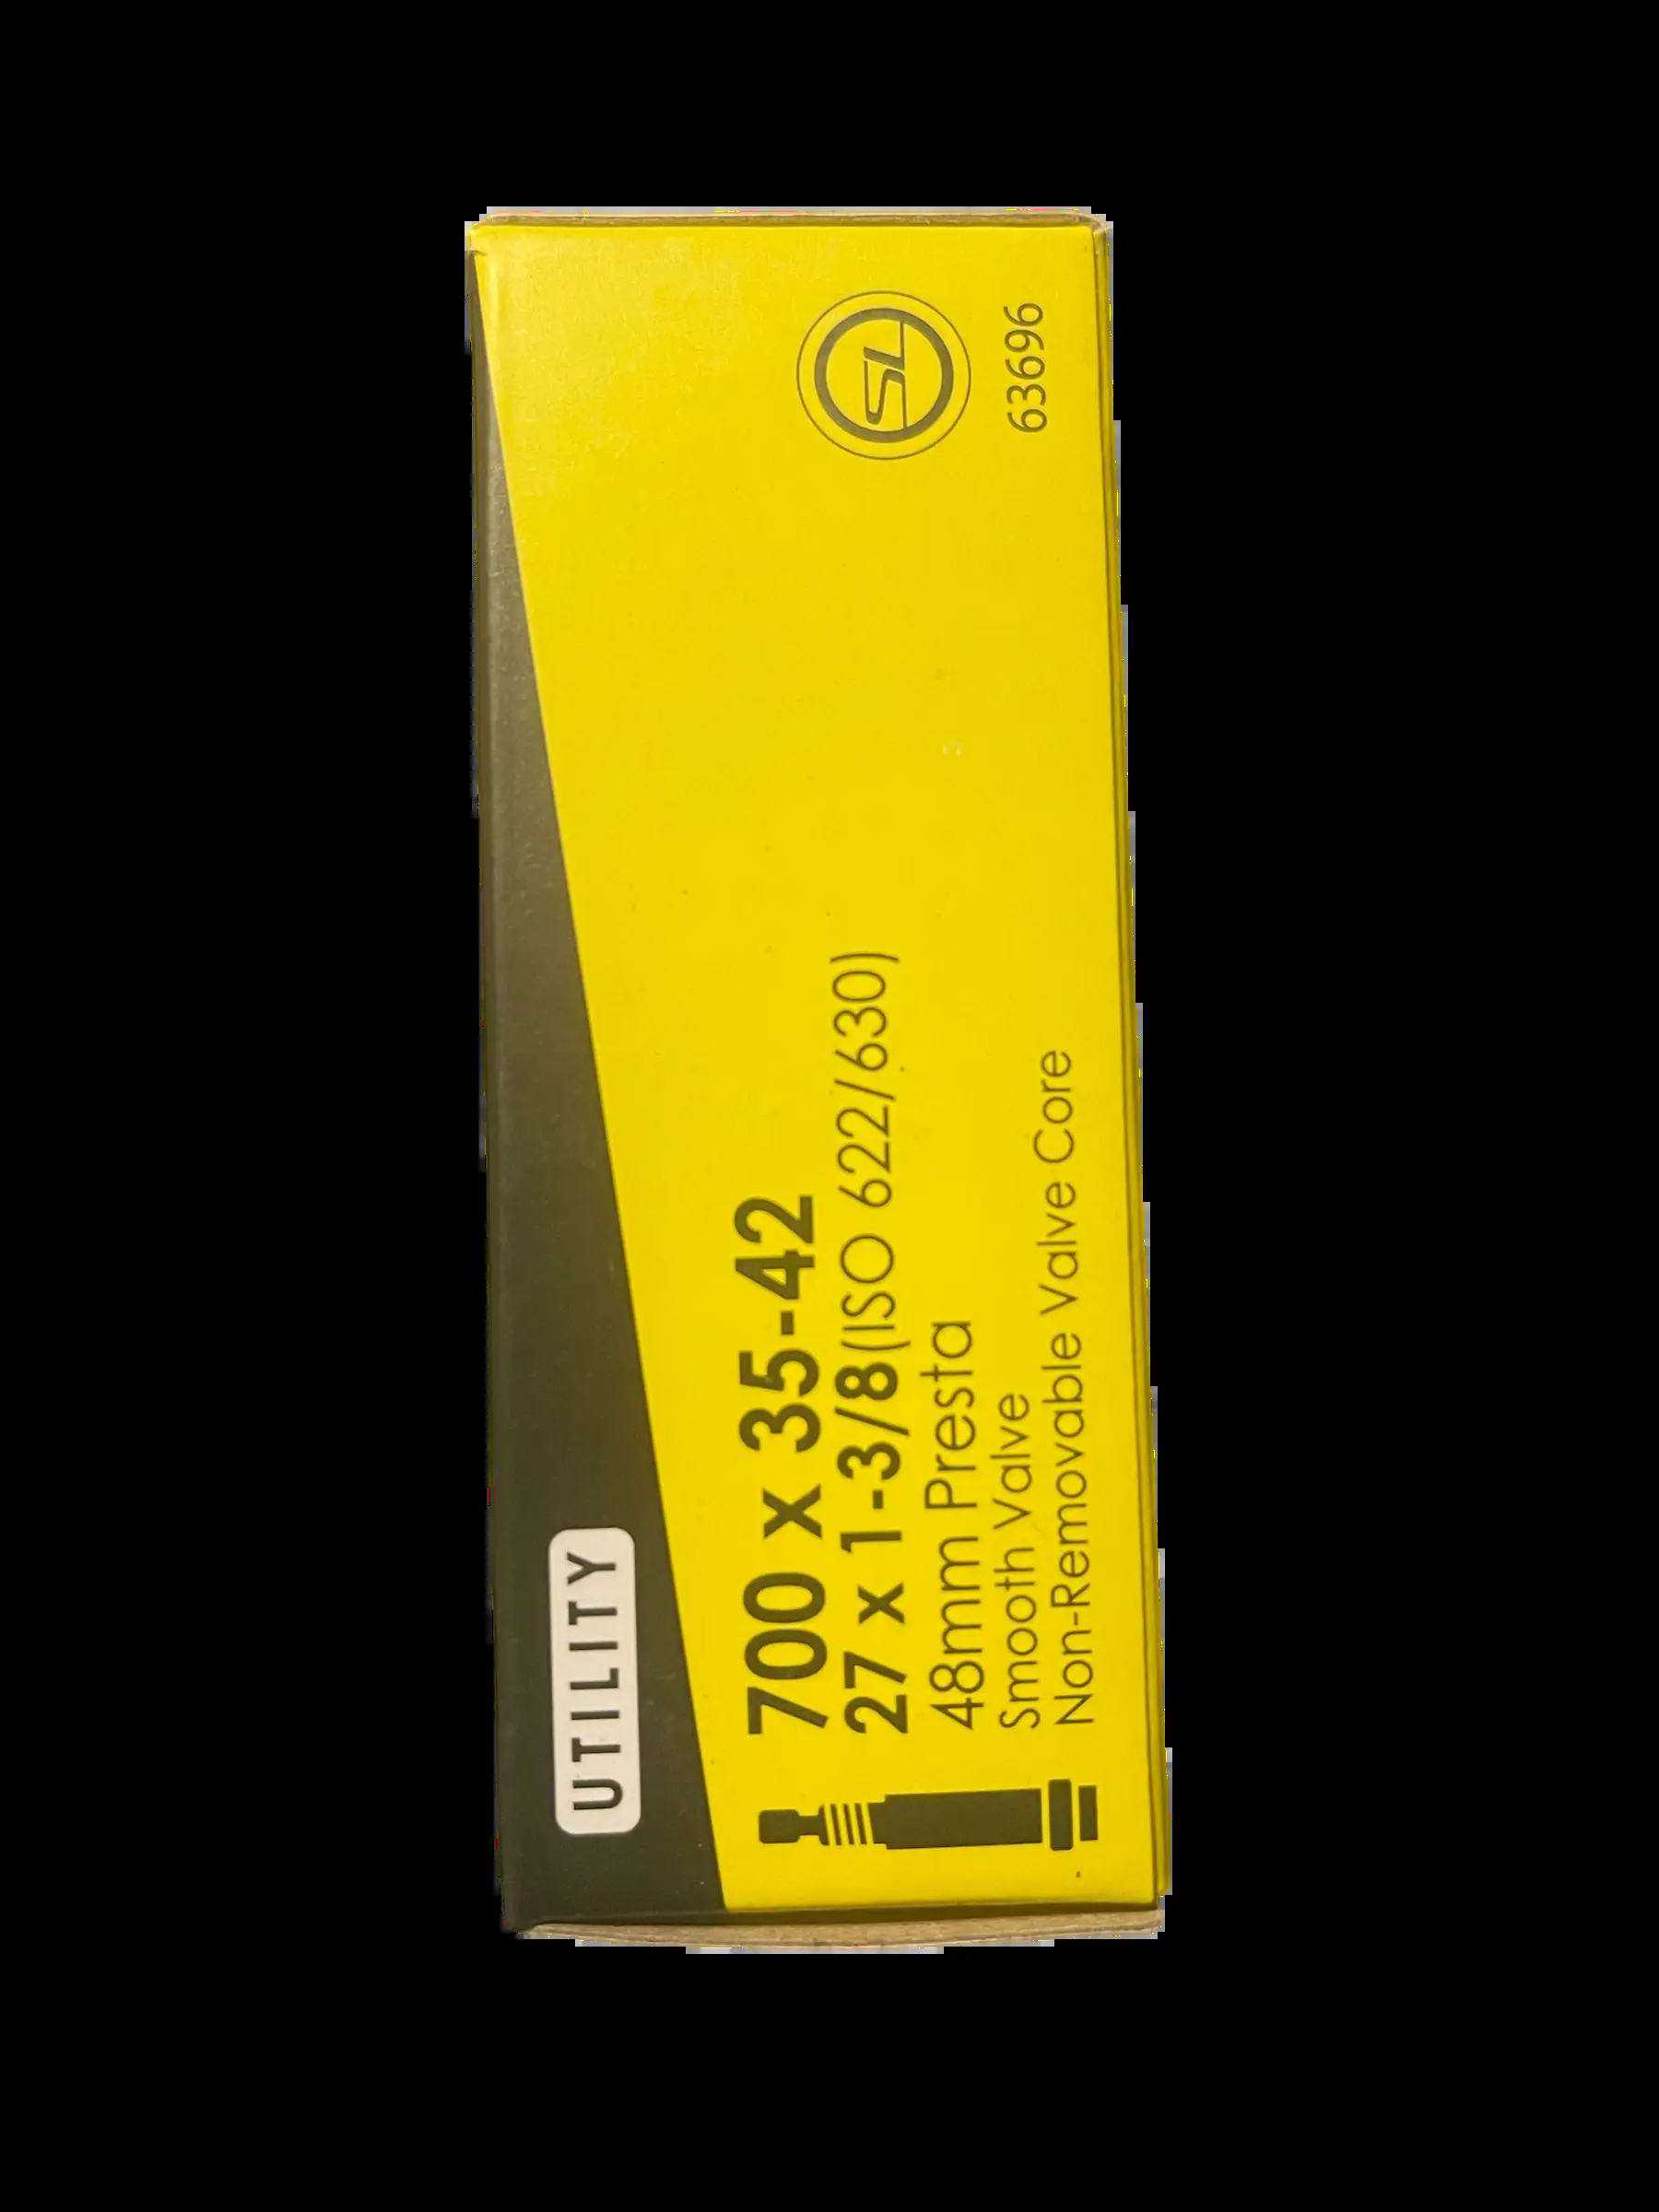 UTILITY
700 x 35-42
27 x 1-3/8(ISO 622/630)
48mm Presta
Smooth Valve
Non-Removable Valve Core
SL
63696